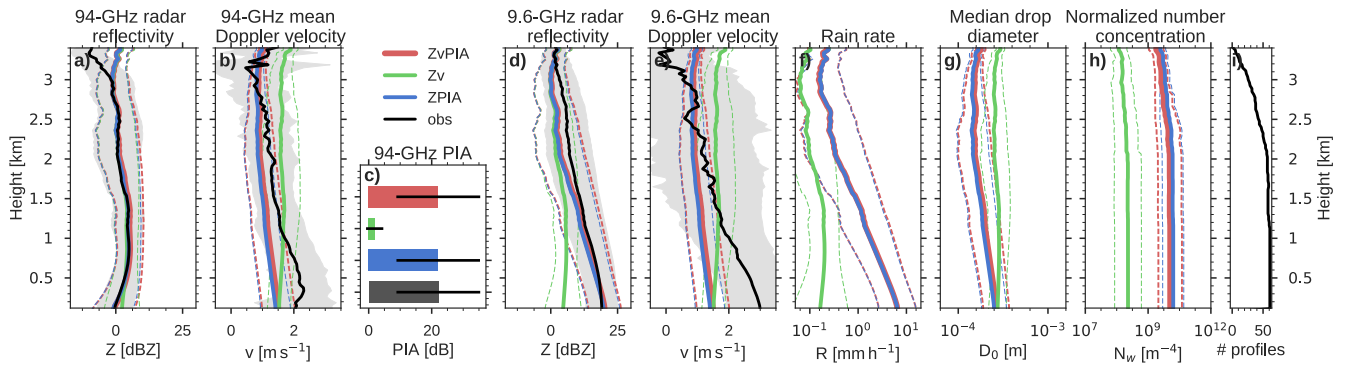 94-GHz radar
reflectivity
94-GHz mean
Doppler velocity
9.6-GHz radar
reflectivity
9.6-GHz mean
Doppler velocity
Rain rate
Median drop
diameter
Normalized number
concentration
a)
b)
ZvPIA
Zv
ZPIA
obs
94-GHz PIA
c)
d)
e)
f)
g)
h)
i)
Height [km]
3
2.5
2
1.5
1
0.5
3
2.5
2
1.5
1
0.5
Height [km]
0 25
0 2
0 20
0 25
0 2
10⁻¹ 10⁰ 10¹
10⁻⁴ 10⁻³
10⁷ 10⁹ 10¹²
0 50
Z [dBZ]
v [m s⁻¹]
PIA [dB]
Z [dBZ]
v [m s⁻¹]
R [mm h⁻¹]
D₀ [m]
N_w [m⁻⁴]
# profiles